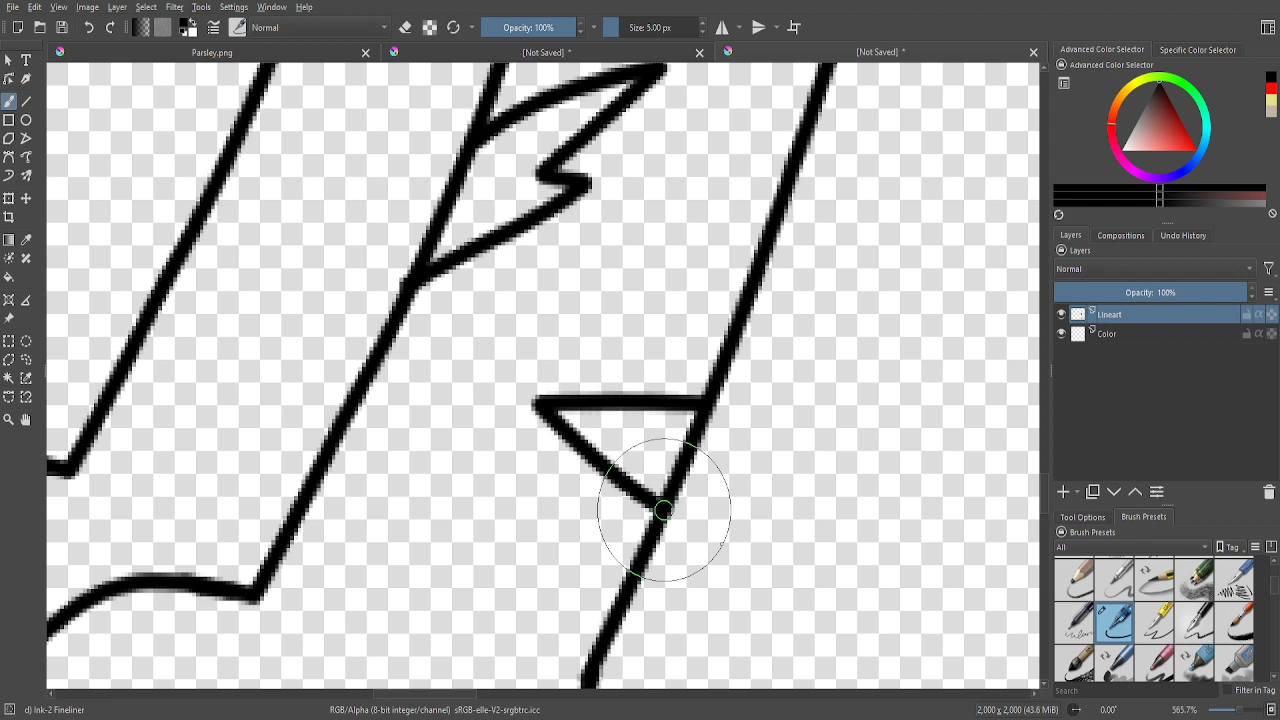 File Edit View Image Layer Select Filter Tools Settings Window Help
Normal
Opacity: 100%
Size: 5.00 px
Parsley.png
[Not Saved] *
[Not Saved] *
Advanced Color Selector
Specific Color Selector
Advanced Color Selector
Layers
Compositions
Undo History
Layers
Normal
Opacity: 100%
Lineart
Color
Tool Options
Brush Presets
Brush Presets
All
Tag
Search
Filter in Tag
d) Ink-2 Fineliner
RGB/Alpha (8-bit integer/channel) sRGB-elle-V2-srgbtrc.icc
2,000 x 2,000 (43.6 MiB)
0.00°
565.7%